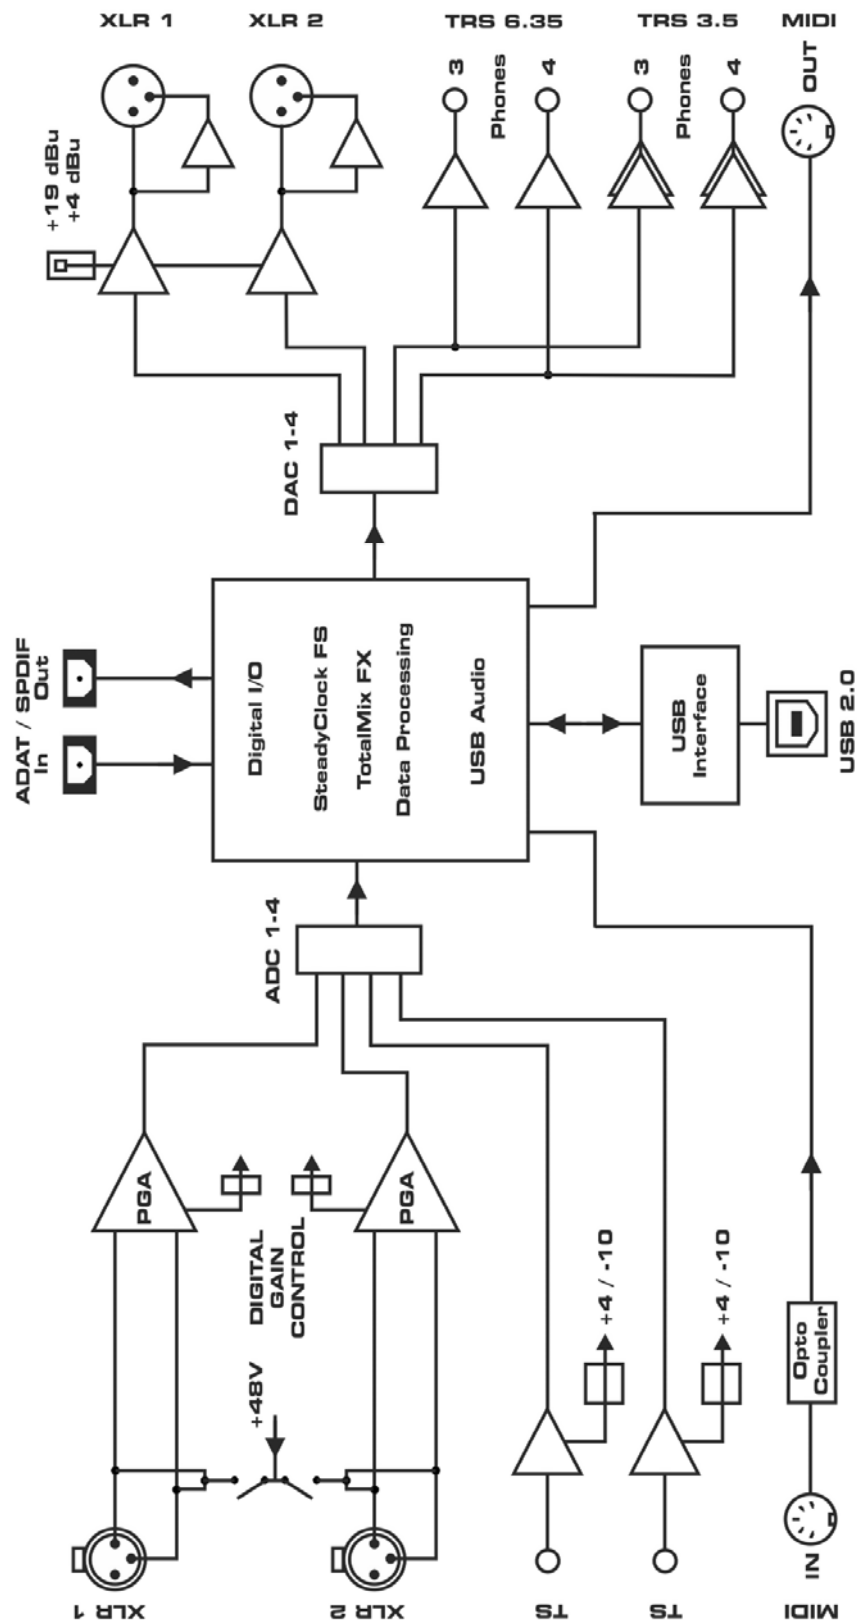 XLR 1
XLR 2
TRS 6.35
TRS 3.5
MIDI
3
Phones
4
3
Phones
4
OUT
+19 dBu
+4 dBu
DAC 1-4
ADAT / SPDIF
In
Out
Digital I/O
SteadyClock FS
TotalMix FX
Data Processing
USB Audio
USB
Interface
USB 2.0
ADC 1-4
PGA
PGA
DIGITAL
GAIN
CONTROL
+48V
+4 / -10
+4 / -10
Opto
Coupler
XLR 1
XLR 2
TS
TS
IN
MIDI